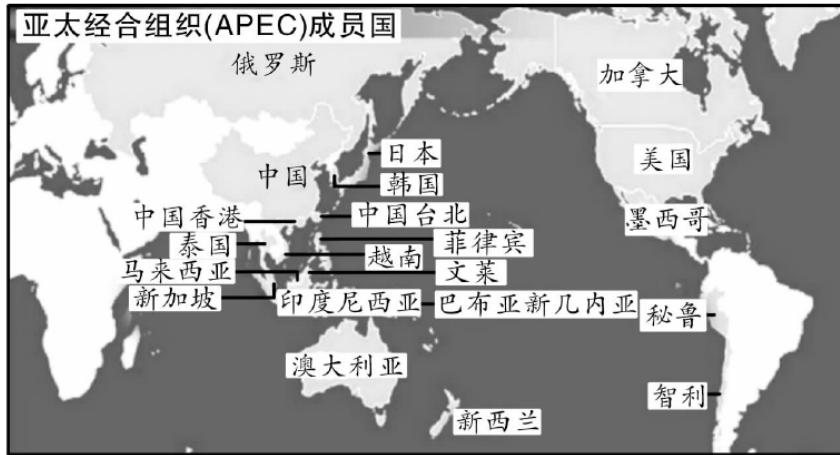 亚太经合组织(APEC)成员国
俄罗斯
加拿大
日本
美国
中国
韩国
中国香港
中国台北
墨西哥
泰国
菲律宾
越南
马来西亚
文莱
新加坡
印度尼西亚
巴布亚新几内亚
秘鲁
澳大利亚
智利
新西兰